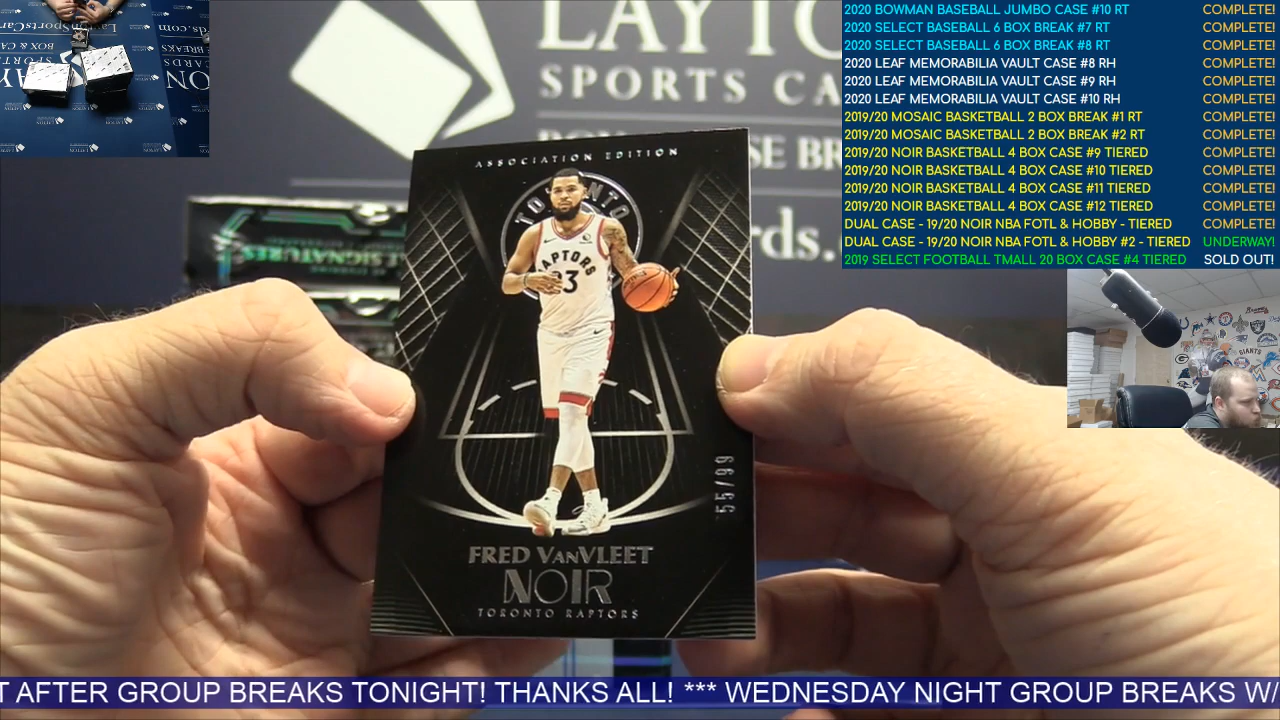 2020 BOWMAN BASEBALL JUMBO CASE #10 RT COMPLETE!
2020 SELECT BASEBALL 6 BOX BREAK #7 RT COMPLETE!
2020 SELECT BASEBALL 6 BOX BREAK #8 RT COMPLETE!
2020 LEAF MEMORABILIA VAULT CASE #8 RH COMPLETE!
2020 LEAF MEMORABILIA VAULT CASE #9 RH COMPLETE!
2020 LEAF MEMORABILIA VAULT CASE #10 RH COMPLETE!
2019/20 MOSAIC BASKETBALL 2 BOX BREAK #1 RT COMPLETE!
2019/20 MOSAIC BASKETBALL 2 BOX BREAK #2 RT COMPLETE!
2019/20 NOIR BASKETBALL 4 BOX CASE #9 TIERED COMPLETE!
2019/20 NOIR BASKETBALL 4 BOX CASE #10 TIERED COMPLETE!
2019/20 NOIR BASKETBALL 4 BOX CASE #11 TIERED COMPLETE!
2019/20 NOIR BASKETBALL 4 BOX CASE #12 TIERED COMPLETE!
DUAL CASE - 19/20 NOIR NBA FOTL & HOBBY - TIERED COMPLETE!
DUAL CASE - 19/20 NOIR NBA FOTL & HOBBY #2 - TIERED UNDERWAY!
2019 SELECT FOOTBALL TMALL 20 BOX CASE #4 TIERED SOLD OUT!
LAYTO
SPORTS CA
SE BR
rds.
SIGNATURES
ASSOCIATION EDITION
TORONTO
RAPTORS
23
55/99
FRED VANVLEET
NOIR
TORONTO RAPTORS
GIANTS
T AFTER GROUP BREAKS TONIGHT! THANKS ALL! *** WEDNESDAY NIGHT GROUP BREAKS W/